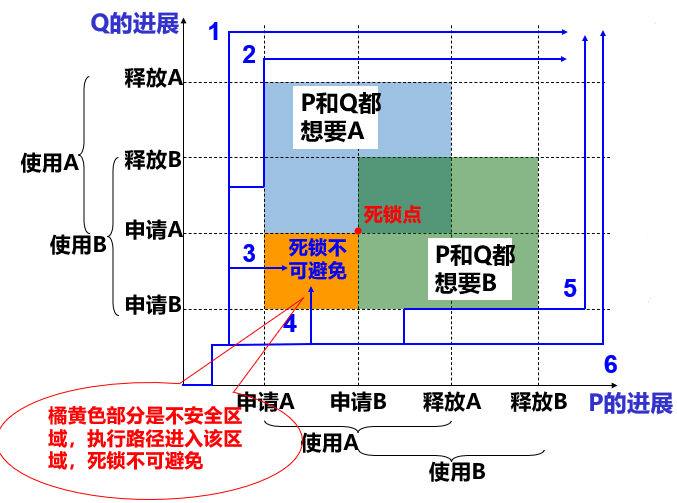 Q的进展
1
2
释放A
P和Q都
想要A
使用A
释放B
死锁点
申请A
使用B
3
死锁不
可避免
P和Q都
想要B
5
申请B
4
6
申请A
申请B
释放A
释放B
P的进展
橘黄色部分是不安全区
域，执行路径进入该区
域，死锁不可避免
使用A
使用B